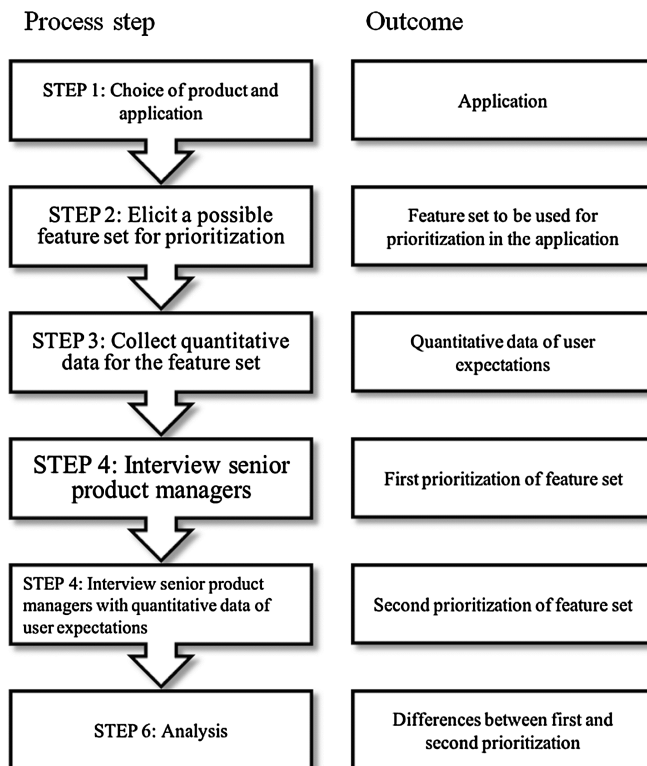 Process step
Outcome
STEP 1: Choice of product and
application
Application
STEP 2: Elicit a possible
feature set for prioritization
Feature set to be used for
prioritization in the application
STEP 3: Collect quantitative
data for the feature set
Quantitative data of user
expectations
STEP 4: Interview senior
product managers
First prioritization of feature set
STEP 4: Interview senior product
managers with quantitative data of
user expectations
Second prioritization of feature set
STEP 6: Analysis
Differences between first and
second prioritization